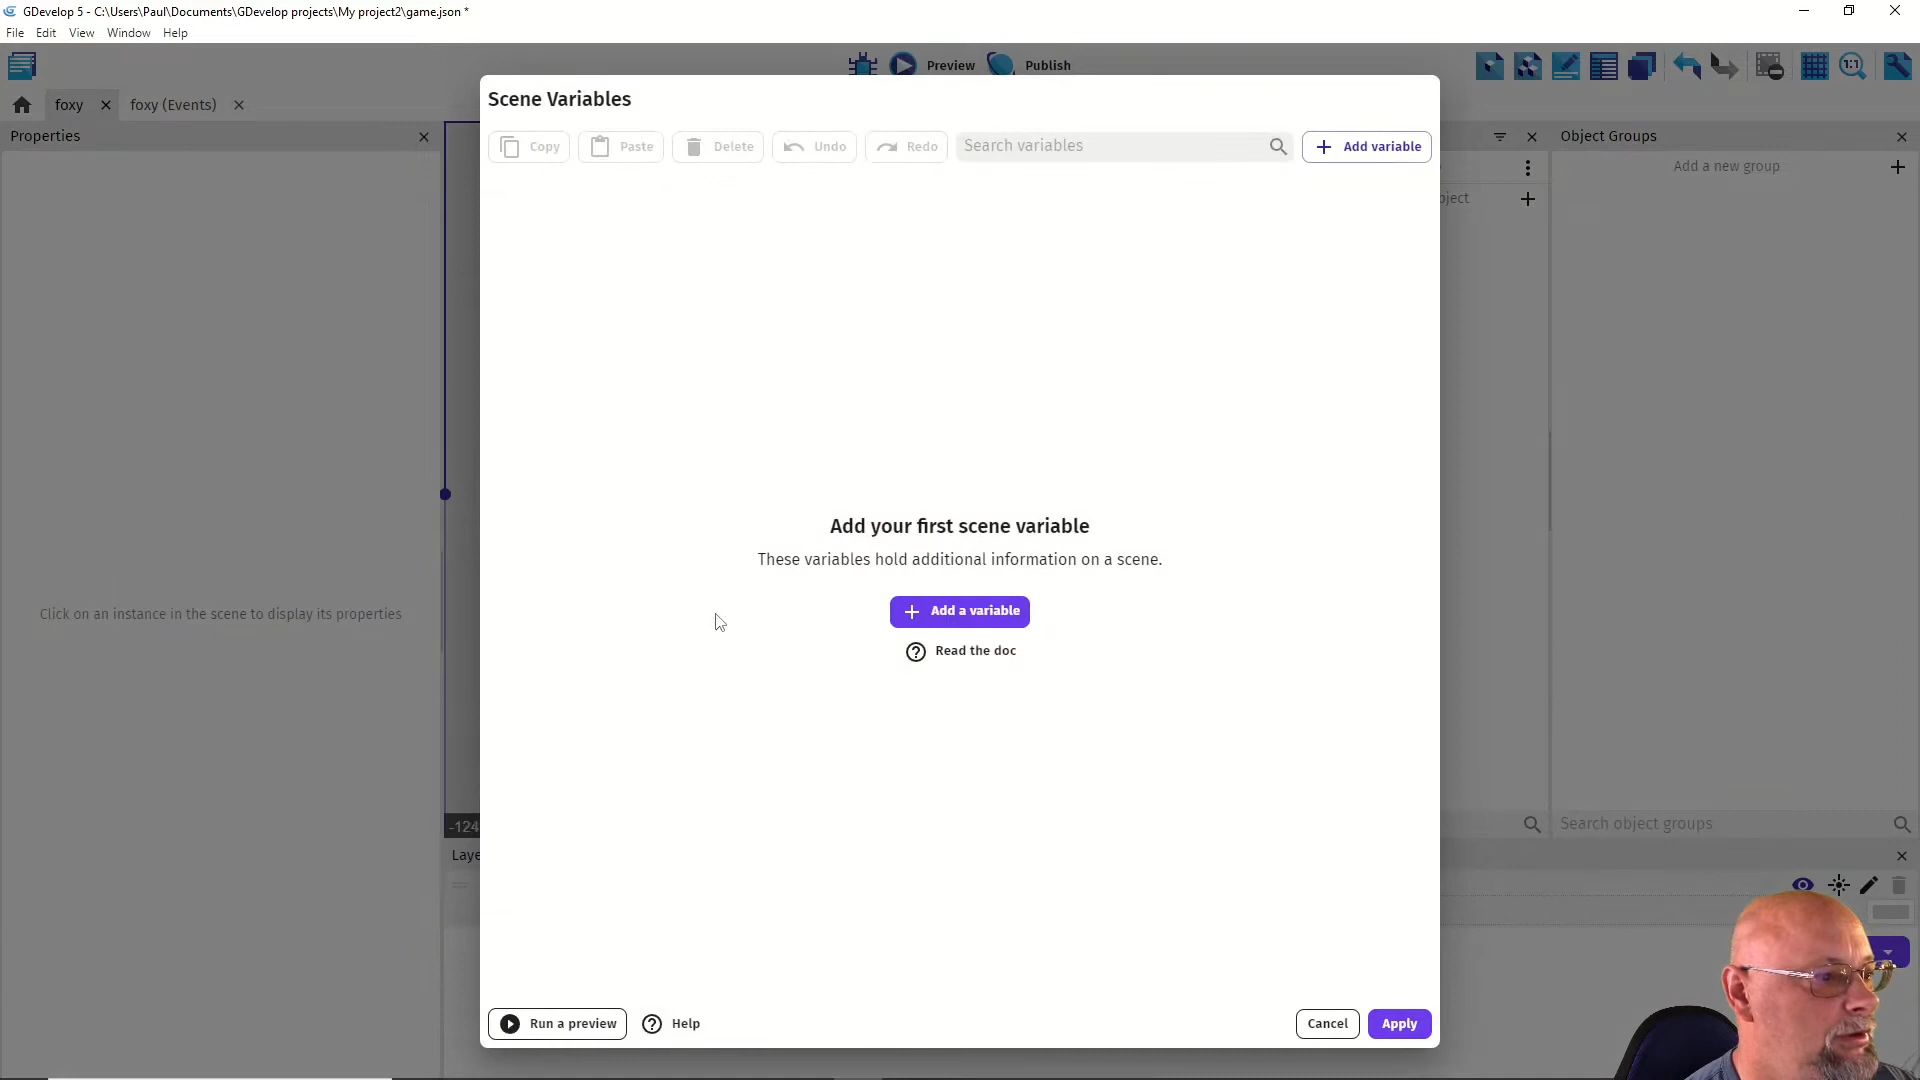 GDevelop 5 - C:\Users\Paul\Documents\GDevelop projects\My project2\game.json *
File Edit View Window Help
Preview Publish
foxy foxy (Events)
Properties
Scene Variables
Copy Paste Delete Undo Redo Search variables Add variable
Object Groups
Add a new group
bject
Click on an instance in the scene to display its properties
Add your first scene variable
These variables hold additional information on a scene.
Add a variable
Read the doc
-124
Laye
Search object groups
Run a preview Help Cancel Apply
1:1